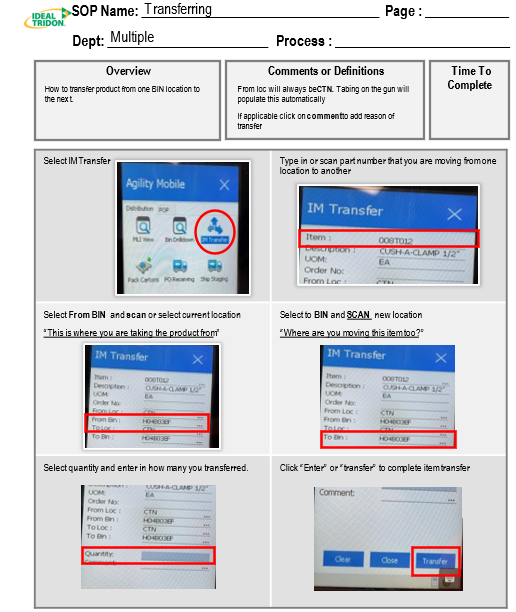 IDEAL TRIDON
SOP Name: Transferring
Page :
Dept: Multiple
Process :
Overview
How to transfer product from one BIN location to
the next.
Comments or Definitions
From loc will always be CTN. Tabing on the gun will
populate this automatically
If applicable click on comment to add reason of
transfer
Time To
Complete
Select IM Transfer
Agility Mobile
Distribution POP
Bin Drilldown IM Transfer
Pack Cartons PO Receiving Ship Staging
Type in or scan part number that you are moving from one
location to another
IM Transfer
Item : 008T012
Description : CUSH-A-CLAMP 1/2"
UOM: EA
Order No:
From Loc : CTN
Select From BIN and scan or select current location
"This is where you are taking the product from"
IM Transfer
Item : 008T012
Description : CUSH-A-CLAMP 1/2"
UOM: EA
Order No:
From Loc : CTN
From Bin : H04B03EF
To Loc : CTN
To Bin : H04B03EF
Select to BIN and SCAN new location
"Where are you moving this item too?"
IM Transfer
Item : 008T012
Description : CUSH-A-CLAMP 1/2"
UOM: EA
Order No:
From Loc : CTN
From Bin : H04B03EF
To Loc : CTN
To Bin : H04B03EF
Select quantity and enter in how many you transferred.
CUSH-A-CLAMP 1/2"
UOM: EA
Order No:
From Loc : CTN
From Bin : H04B03EF
To Loc : CTN
To Bin : H04B03EF
Quantity:
Comment:
Click "Enter" or "transfer" to complete item transfer
Comment:
Clear Close Transfer